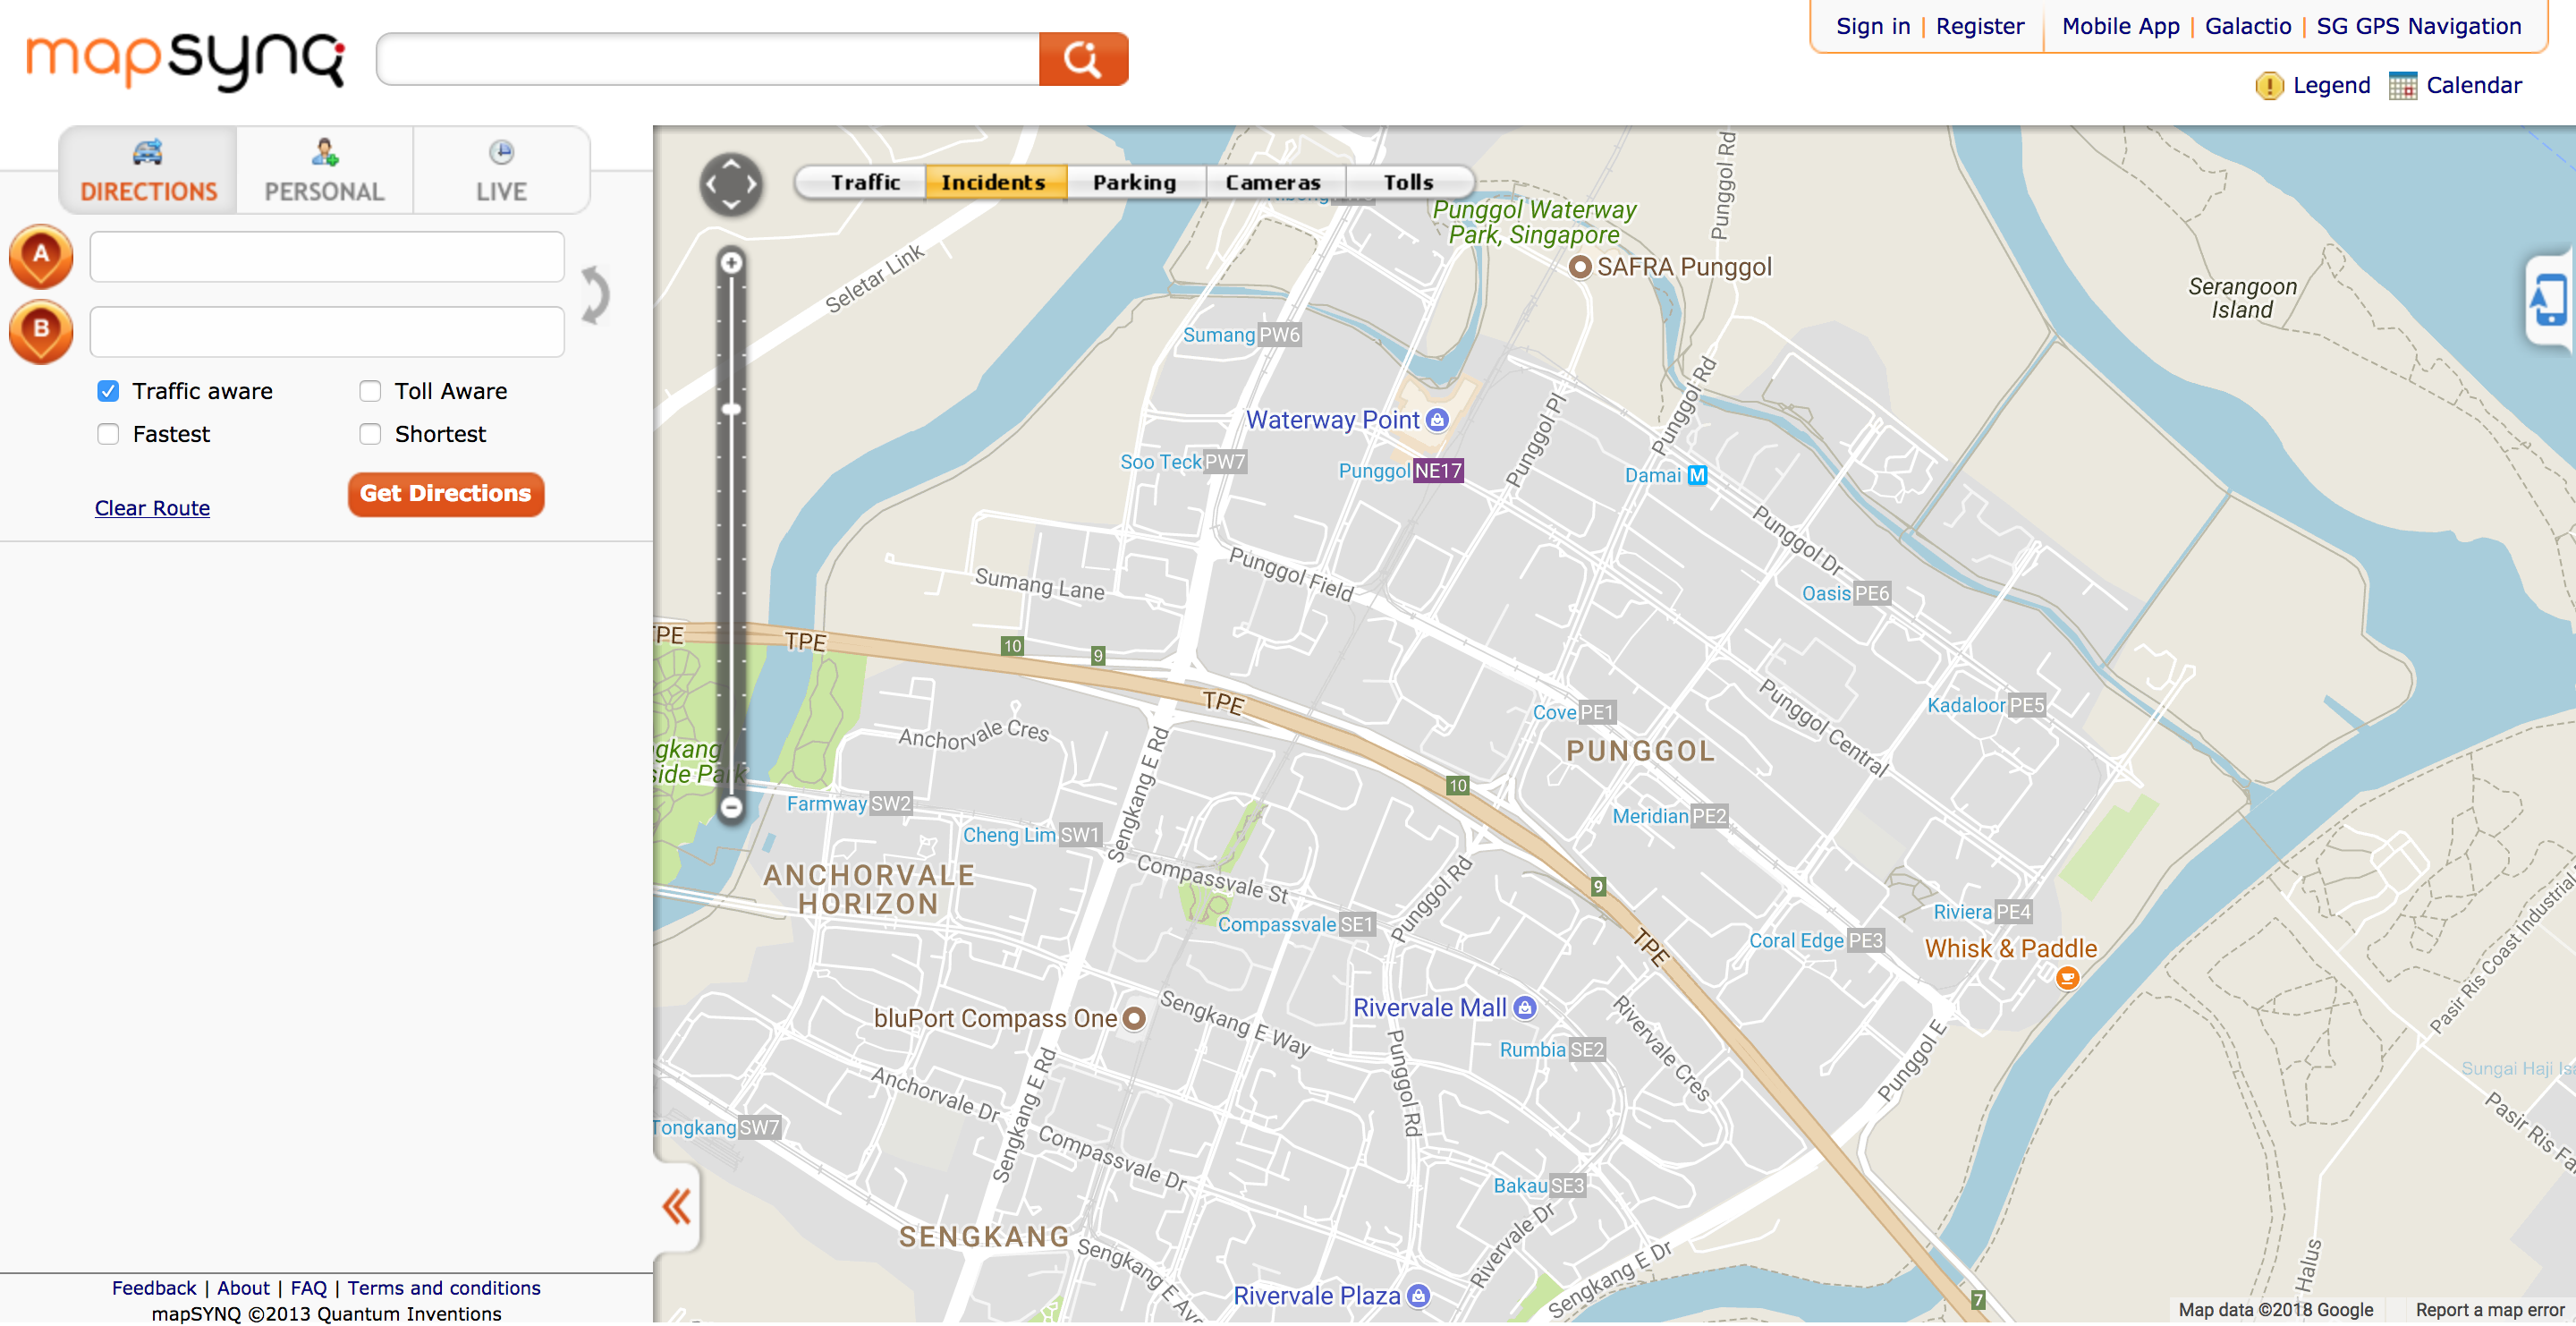 mapsynq
Sign in | Register
Mobile App | Galactio | SG GPS Navigation
Legend
Calendar
DIRECTIONS
PERSONAL
LIVE
A
B
Traffic aware
Toll Aware
Fastest
Shortest
Clear Route
Get Directions
Feedback | About | FAQ | Terms and conditions
mapSYNQ ©2013 Quantum Inventions
Traffic
Incidents
Parking
Cameras
Tolls
Punggol Rd
Punggol Waterway
Park, Singapore
SAFRA Punggol
Seletar Link
Serangoon
Island
Sumang PW6
Waterway Point
Punggol Pl
Punggol Rd
Soo Teck PW7
Punggol NE17
Damai M
Punggol Dr
Punggol Field
Sumang Lane
Oasis PE6
TPE
TPE
10
9
TPE
Punggol Central
Kadaloor PE5
Cove PE1
PUNGGOL
Anchorvale Cres
Sengkang E Rd
10
Farmway SW2
Cheng Lim SW1
Meridian PE2
ANCHORVALE
HORIZON
Compassvale St
Punggol Rd
9
Compassvale SE1
TPE
Riviera PE4
Coral Edge PE3
Whisk & Paddle
Pasir Ris Coast Industrial
bluPort Compass One
Sengkang E Way
Rivervale Mall
Rivervale Cres
Rumbia SE2
Punggol Rd
Punggol E
Sungai Haji
Anchorvale Dr
Sengkang E Rd
Tongkang SW7
Compassvale Dr
Pasir Ris
Bakau SE3
Rivervale Dr
SENGKANG
Sengkang E Ave
Sengkang E Dr
Halus
Rivervale Plaza
7
Map data ©2018 Google
Report a map error